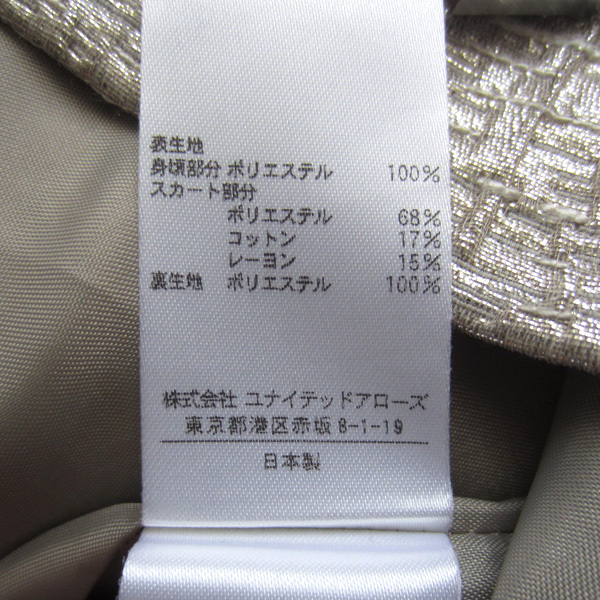 表生地
身頃部分 ポリエステル 100%
スカート部分
ポリエステル 68%
コットン 17%
レーヨン 15%
裏生地 ポリエステル 100%
株式会社 ユナイテッドアローズ
東京都港区赤坂 8-1-19
日本製